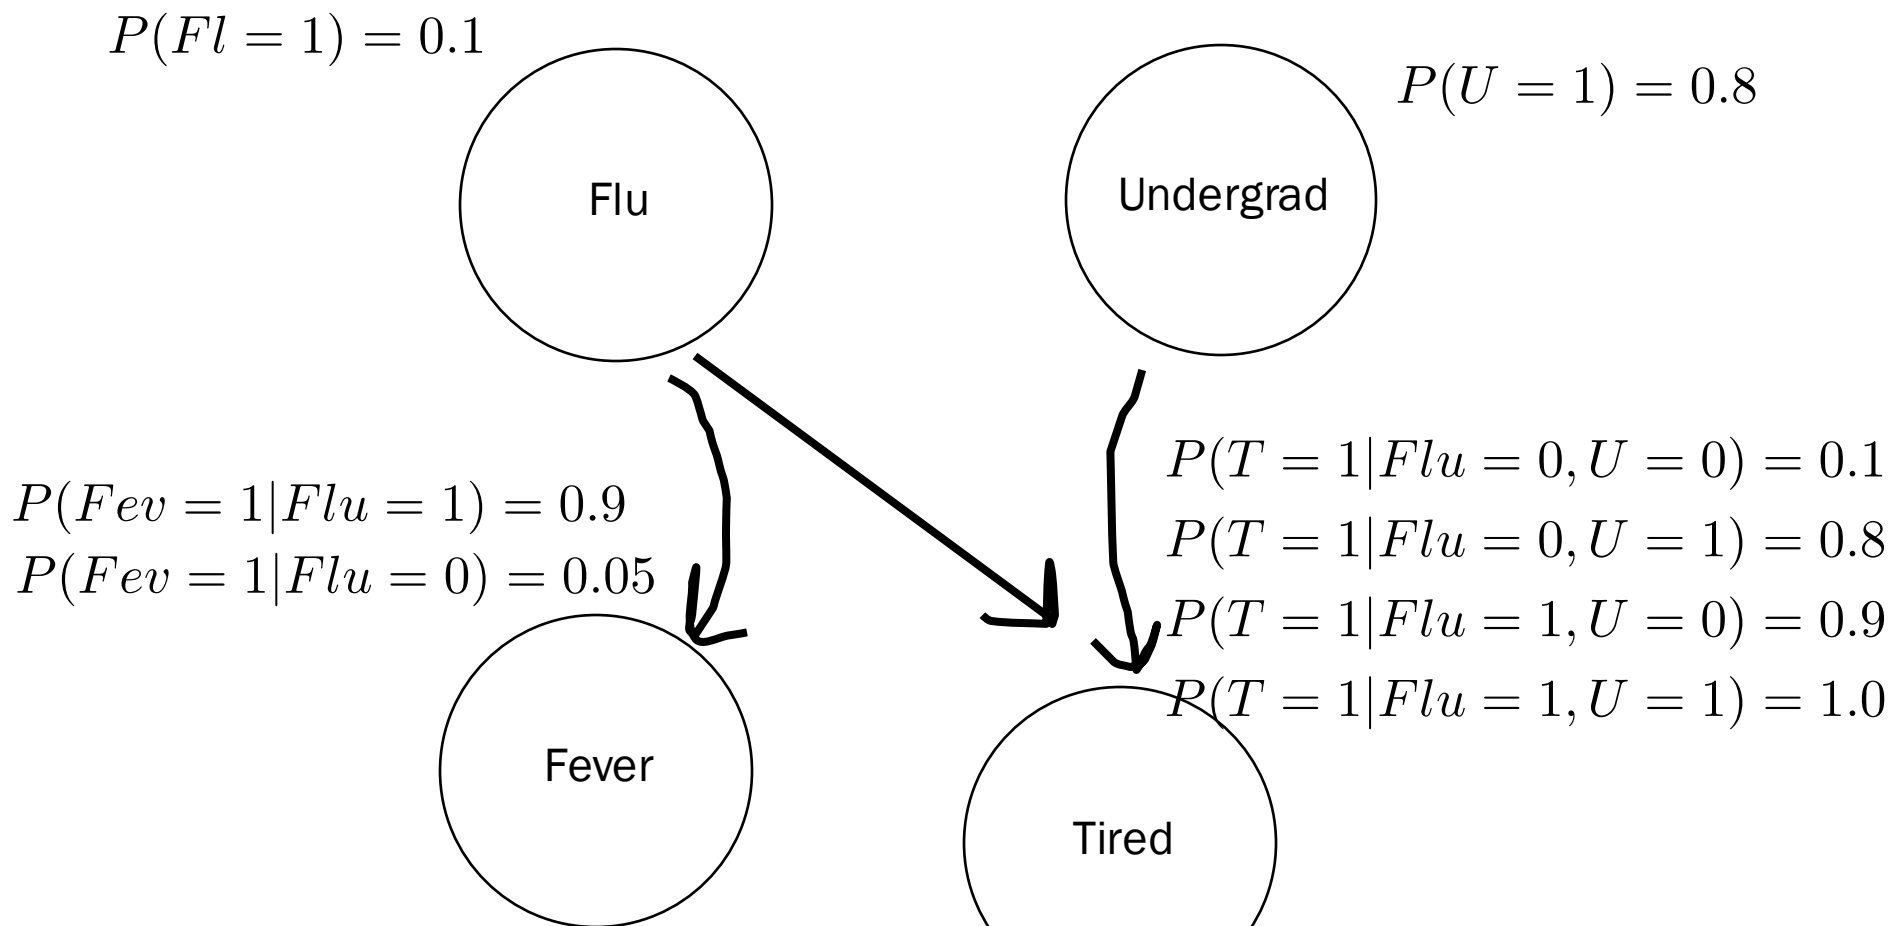 P(Fl = 1) = 0.1
P(U = 1) = 0.8
Flu
Undergrad
P(Fev = 1|Flu = 1) = 0.9
P(Fev = 1|Flu = 0) = 0.05
P(T = 1|Flu = 0, U = 0) = 0.1
P(T = 1|Flu = 0, U = 1) = 0.8
P(T = 1|Flu = 1, U = 0) = 0.9
P(T = 1|Flu = 1, U = 1) = 1.0
Fever
Tired